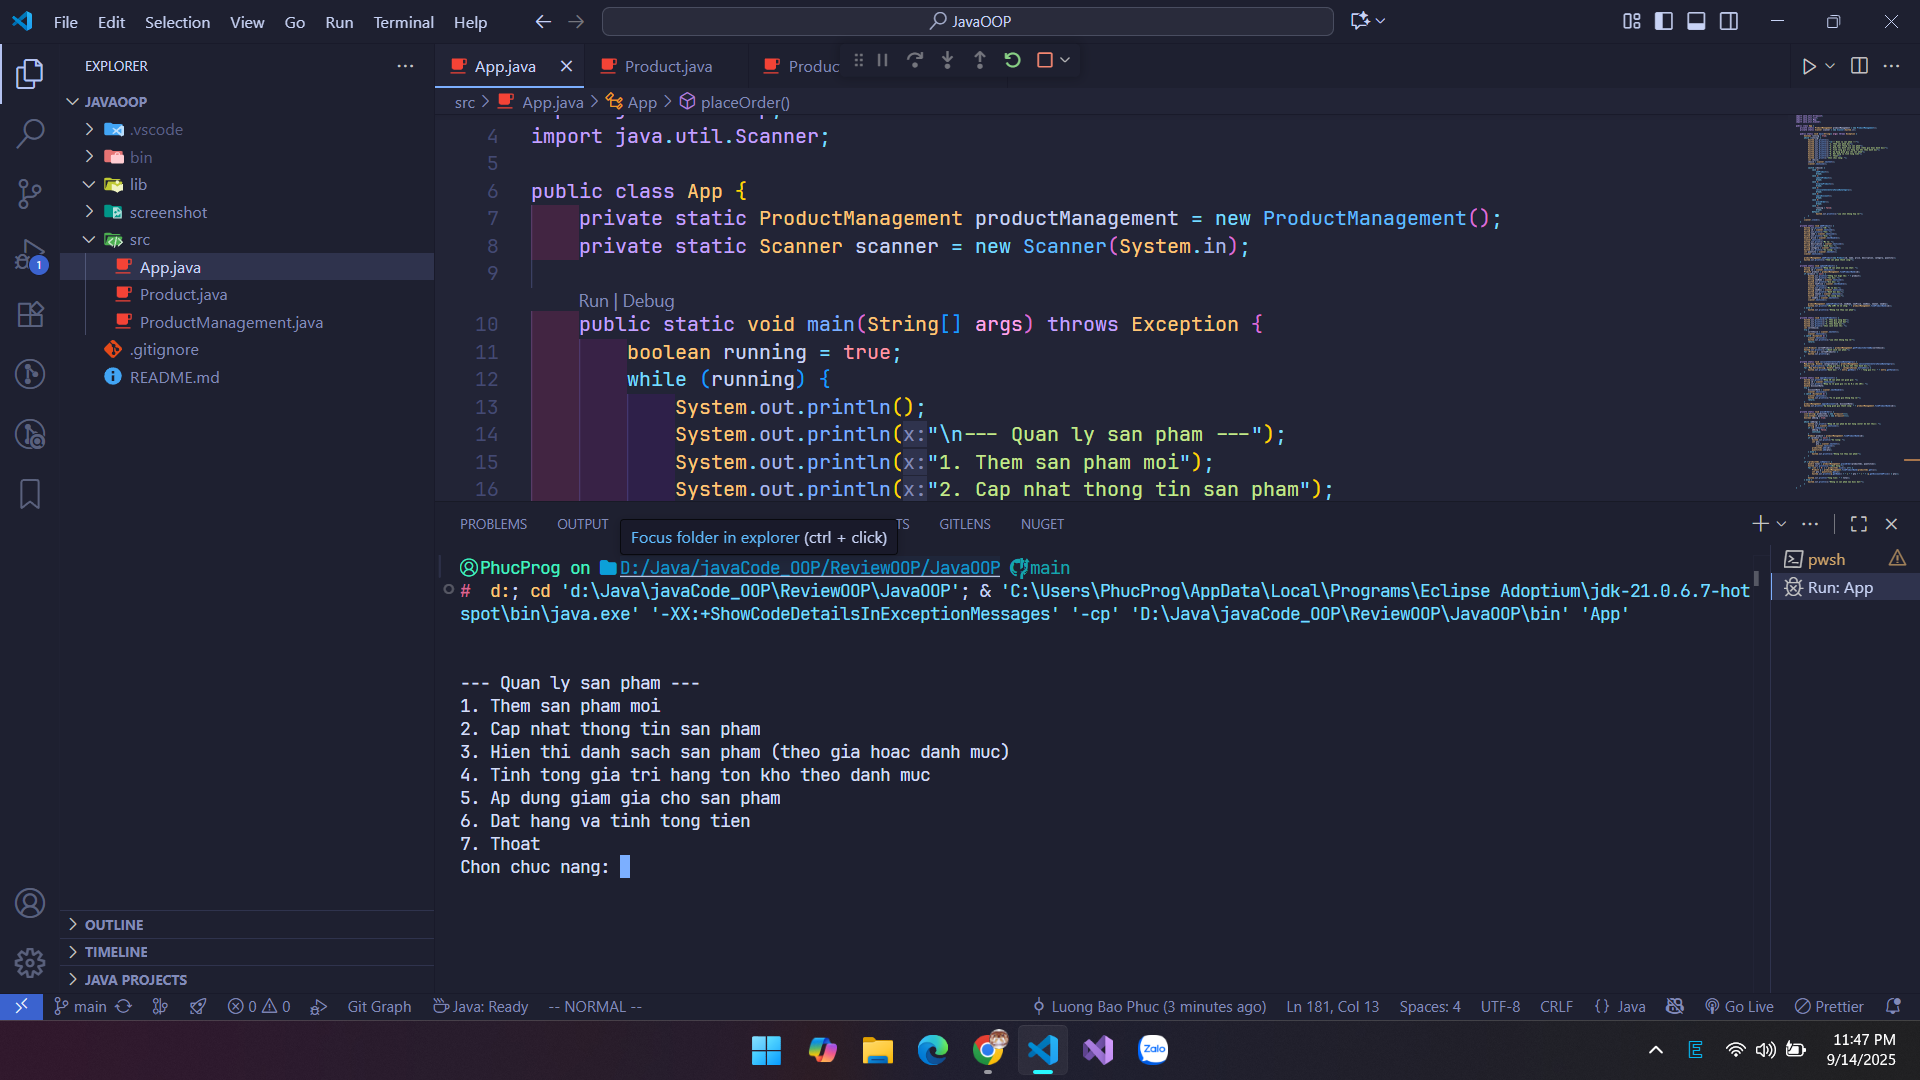 File Edit Selection View Go Run Terminal Help
JavaOOP
EXPLORER
JAVAOOP
.vscode
bin
lib
screenshot
src
App.java
Product.java
ProductManagement.java
.gitignore
README.md
OUTLINE
TIMELINE
JAVA PROJECTS
App.java Product.java Produc
src > App.java > App > placeOrder()
4 import java.util.Scanner;
5
6 public class App {
7 private static ProductManagement productManagement = new ProductManagement();
8 private static Scanner scanner = new Scanner(System.in);
9
Run | Debug
10 public static void main(String[] args) throws Exception {
11 boolean running = true;
12 while (running) {
13 System.out.println();
14 System.out.println(x:"\n--- Quan ly san pham ---");
15 System.out.println(x:"1. Them san pham moi");
16 System.out.println(x:"2. Cap nhat thong tin san pham");
PROBLEMS OUTPUT TS GITLENS NUGET
Focus folder in explorer (ctrl + click)
PhucProg on D:/Java/javaCode_OOP/ReviewOOP/JavaOOP main
# d:; cd 'd:\Java\javaCode_OOP\ReviewOOP\JavaOOP'; & 'C:\Users\PhucProg\AppData\Local\Programs\Eclipse Adoptium\jdk-21.0.6.7-hot
spot\bin\java.exe' '-XX:+ShowCodeDetailsInExceptionMessages' '-cp' 'D:\Java\javaCode_OOP\ReviewOOP\JavaOOP\bin' 'App'
--- Quan ly san pham ---
1. Them san pham moi
2. Cap nhat thong tin san pham
3. Hien thi danh sach san pham (theo gia hoac danh muc)
4. Tinh tong gia tri hang ton kho theo danh muc
5. Ap dung giam gia cho san pham
6. Dat hang va tinh tong tien
7. Thoat
Chon chuc nang:
pwsh
Run: App
1
main 0 0 Git Graph Java: Ready -- NORMAL -- Luong Bao Phuc (3 minutes ago) Ln 181, Col 13 Spaces: 4 UTF-8 CRLF {} Java Go Live Prettier
Zalo
E
11:47 PM
9/14/2025